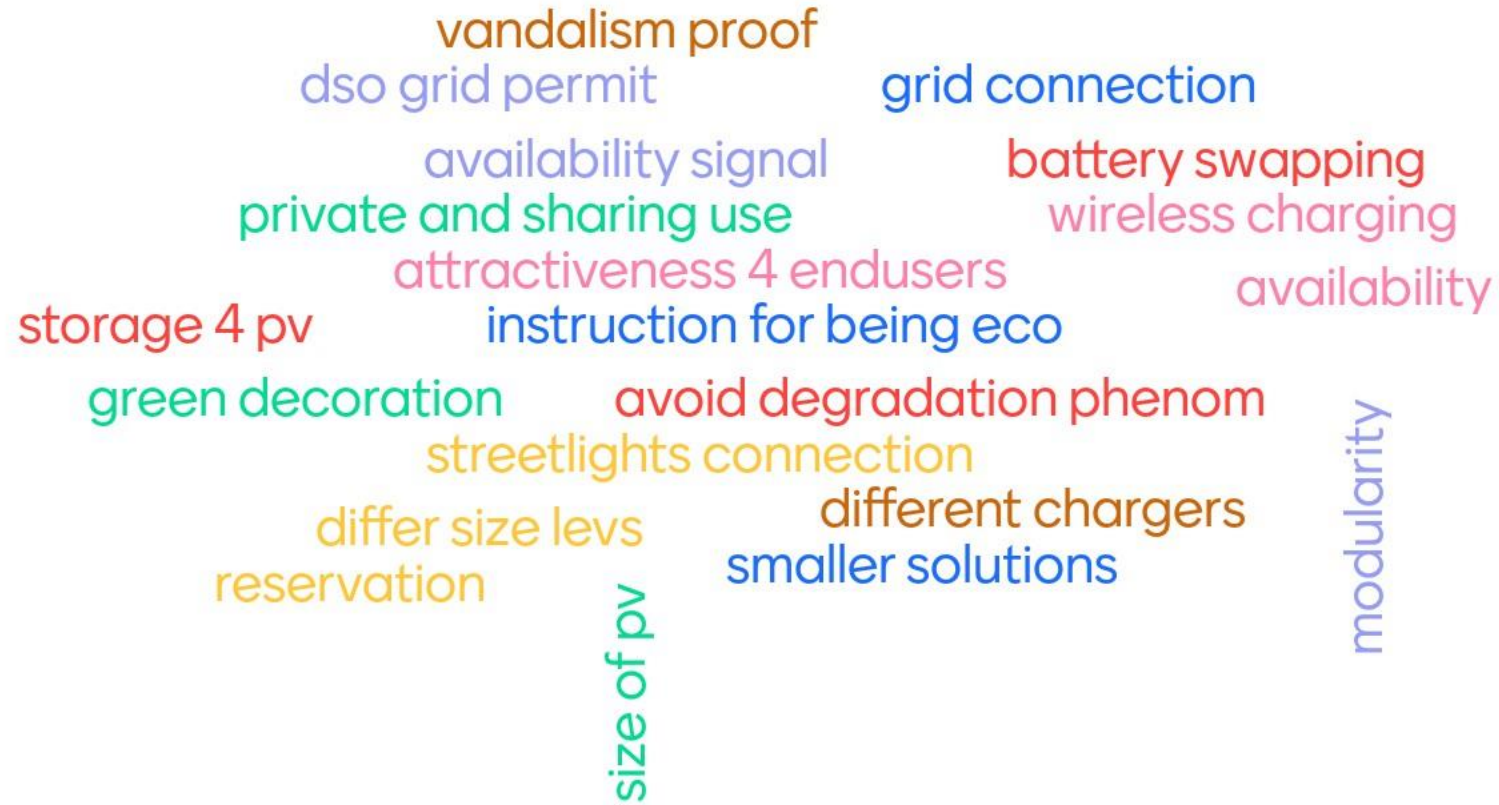 vandalism proof
dso grid permit
grid connection
availability signal
battery swapping
private and sharing use
wireless charging
attractiveness 4 endusers
availability
storage 4 pv
instruction for being eco
green decoration
avoid degradation phenom
modularity
streetlights connection
different chargers
differ size levs
smaller solutions
reservation
size of pv